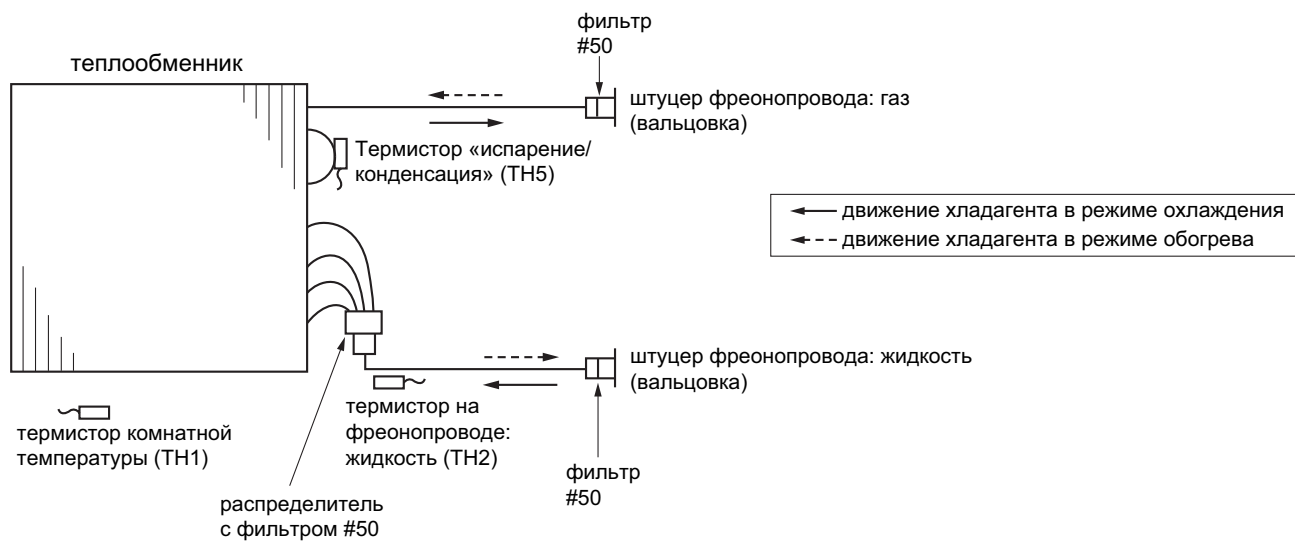 фильтр
#50
теплообменник
штуцер фреонопровода: газ
(вальцовка)
Термистор «испарение/
конденсация» (TH5)
движение хладагента в режиме охлаждения
движение хладагента в режиме обогрева
штуцер фреонопровода: жидкость
(вальцовка)
термистор комнатной
температуры (TH1)
термистор на
фреонопроводе:
жидкость (TH2)
фильтр
#50
распределитель
с фильтром #50